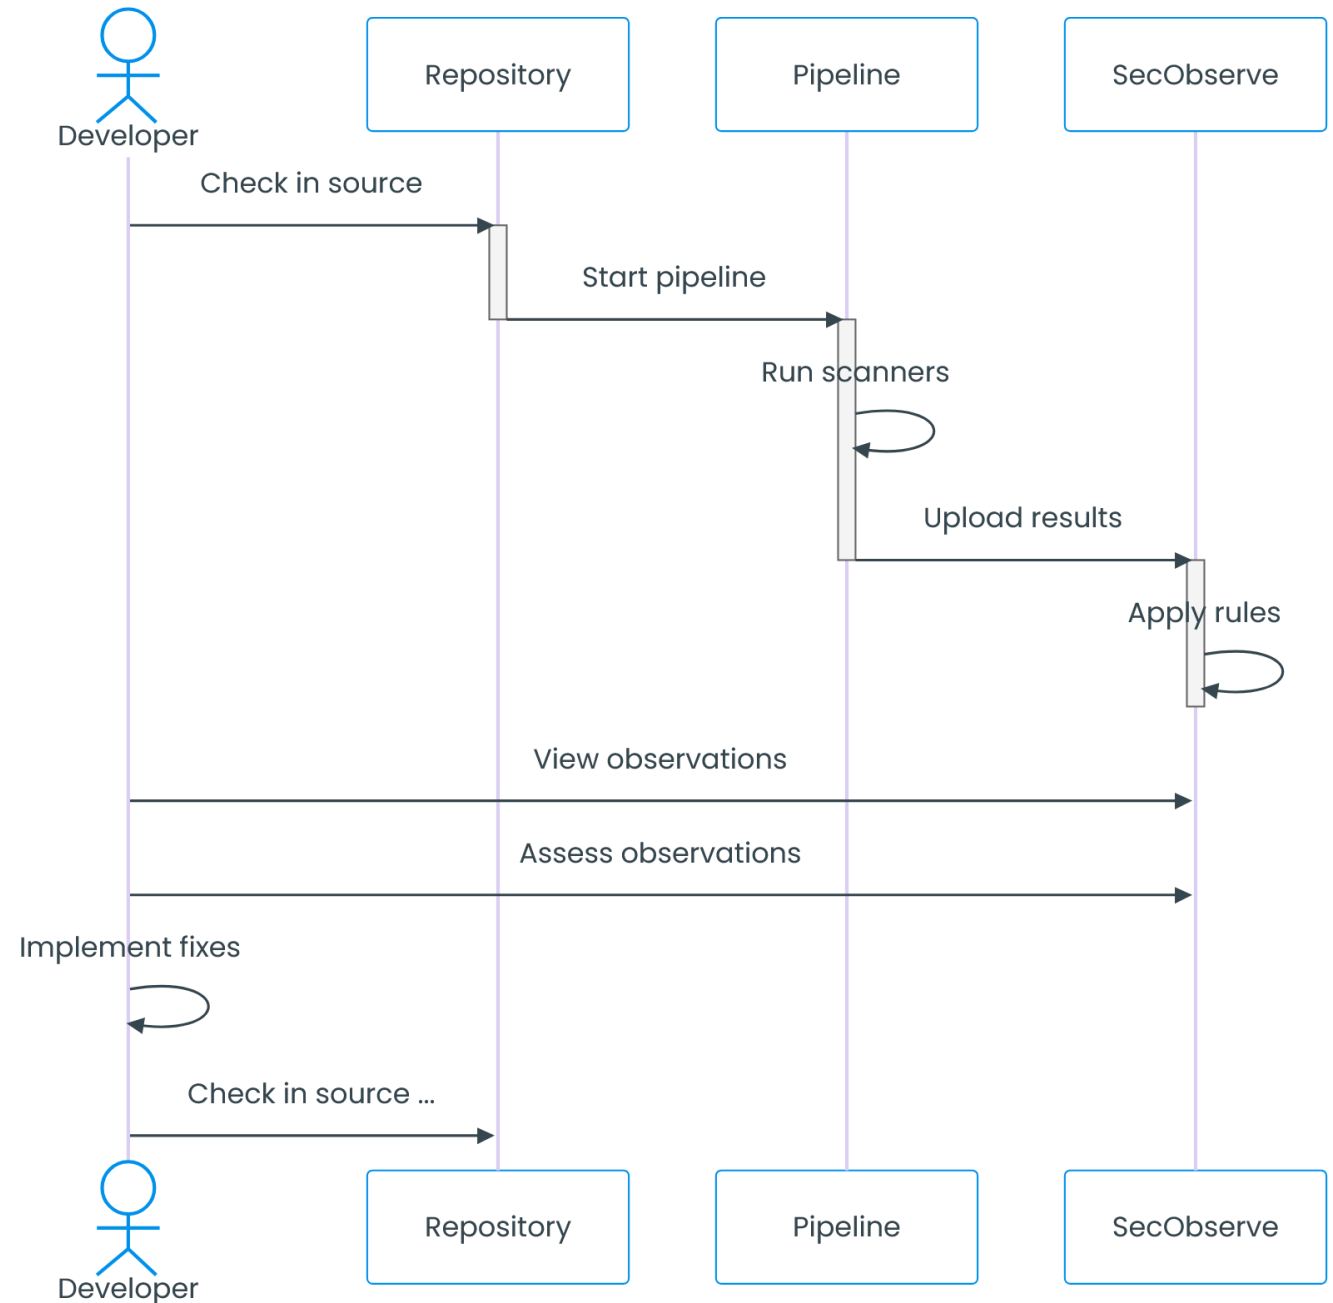 Developer
Repository
Pipeline
SecObserve
Check in source
Start pipeline
Run scanners
Upload results
Apply rules
View observations
Assess observations
Implement fixes
Check in source ...
Developer
Repository
Pipeline
SecObserve